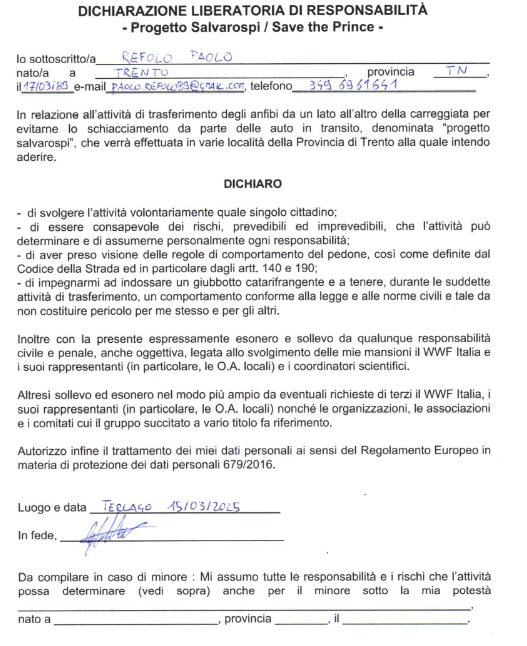 DICHIARAZIONE LIBERATORIA DI RESPONSABILITÀ
- Progetto Salvarospi / Save the Prince -
Io sottoscritto/a REFOLO PAOLO
nato/a a TRENTO, provincia TN,
il 17/03/89 e-mail PAOLO.REFOLO89@GMAIL.COM, telefono 349 6961641
In relazione all'attività di trasferimento degli anfibi da un lato all'altro della carreggiata per
evitarne lo schiacciamento da parte delle auto in transito, denominata "progetto
salvarospi", che verrà effettuata in varie località della Provincia di Trento alla quale intendo
aderire.
DICHIARO
- di svolgere l'attività volontariamente quale singolo cittadino;
- di essere consapevole dei rischi, prevedibili ed imprevedibili, che l'attività può
determinare e di assumerne personalmente ogni responsabilità;
- di aver preso visione delle regole di comportamento del pedone, così come definite dal
Codice della Strada ed in particolare dagli artt. 140 e 190;
- di impegnarmi ad indossare un giubbotto catarifrangente e a tenere, durante le suddette
attività di trasferimento, un comportamento conforme alla legge e alle norme civili e tale da
non costituire pericolo per me stesso e per gli altri.
Inoltre con la presente espressamente esonero e sollevo da qualunque responsabilità
civile e penale, anche oggettiva, legata allo svolgimento delle mie mansioni il WWF Italia e
i suoi rappresentanti (in particolare, le O.A. locali) e i coordinatori scientifici.
Altresì sollevo ed esonero nel modo più ampio da eventuali richieste di terzi il WWF Italia, i
suoi rappresentanti (in particolare, le O.A. locali) nonché le organizzazioni, le associazioni
e i comitati cui il gruppo succitato a vario titolo fa riferimento.
Autorizzo infine il trattamento dei miei dati personali ai sensi del Regolamento Europeo in
materia di protezione dei dati personali 679/2016.
Luogo e data TERLAGO 15/03/2025
In fede,
Da compilare in caso di minore : Mi assumo tutte le responsabilità e i rischi che l'attività
possa determinare (vedi sopra) anche per il minore sotto la mia potestà
,
nato a , provincia , il .